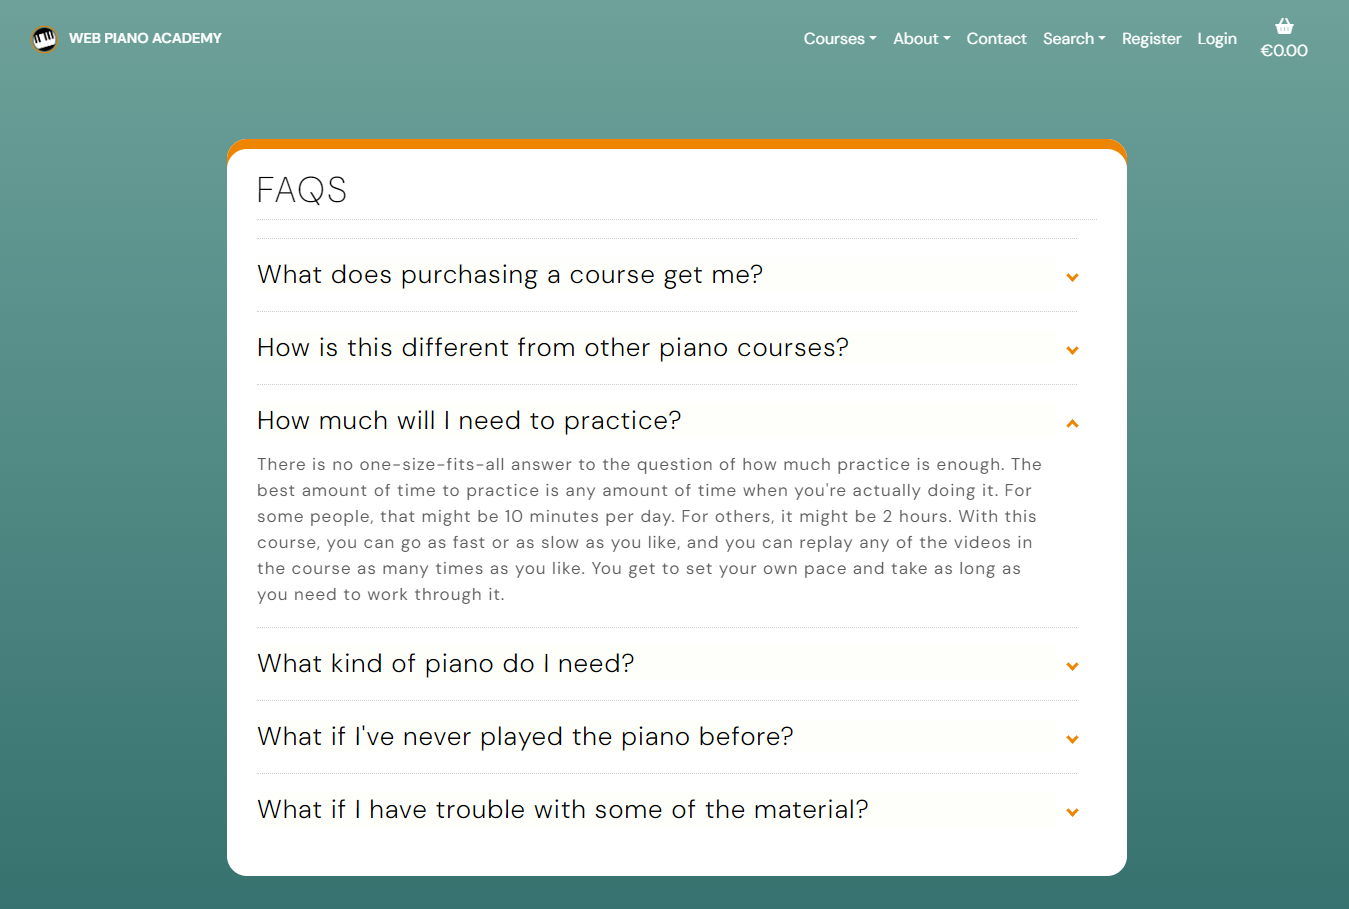 WEB PIANO ACADEMY
Courses About Contact Search Register Login
€0.00
FAQS
What does purchasing a course get me?
How is this different from other piano courses?
How much will I need to practice?
There is no one-size-fits-all answer to the question of how much practice is enough. The
best amount of time to practice is any amount of time when you're actually doing it. For
some people, that might be 10 minutes per day. For others, it might be 2 hours. With this
course, you can go as fast or as slow as you like, and you can replay any of the videos in
the course as many times as you like. You get to set your own pace and take as long as
you need to work through it.
What kind of piano do I need?
What if I've never played the piano before?
What if I have trouble with some of the material?